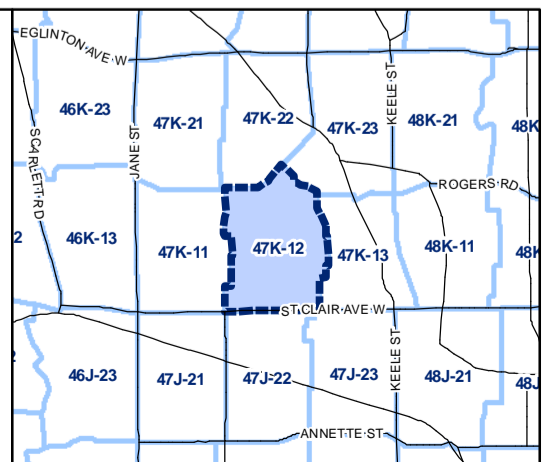 EGLINTON AVE W
46K-23
47K-21
47K-22
47K-23
KEELE ST
48K-21
48K
SCARLETT RD
JANE ST
ROGERS RD
2
46K-13
47K-11
47K-12
47K-13
48K-11
48K
ST CLAIR AVE W
46J-23
47J-21
47J-22
47J-23
KEELE ST
48J-21
48J
ANNETTE ST